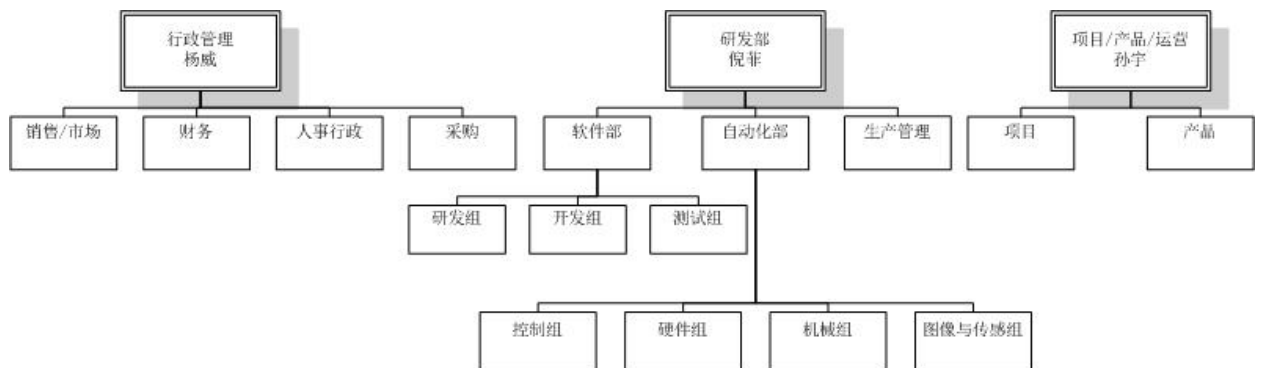 行政管理
杨威
研发部
倪菲
项目/产品/运营
孙宇
销售/市场
财务
人事行政
采购
软件部
自动化部
生产管理
项目
产品
研发组
开发组
测试组
控制组
硬件组
机械组
图像与传感组